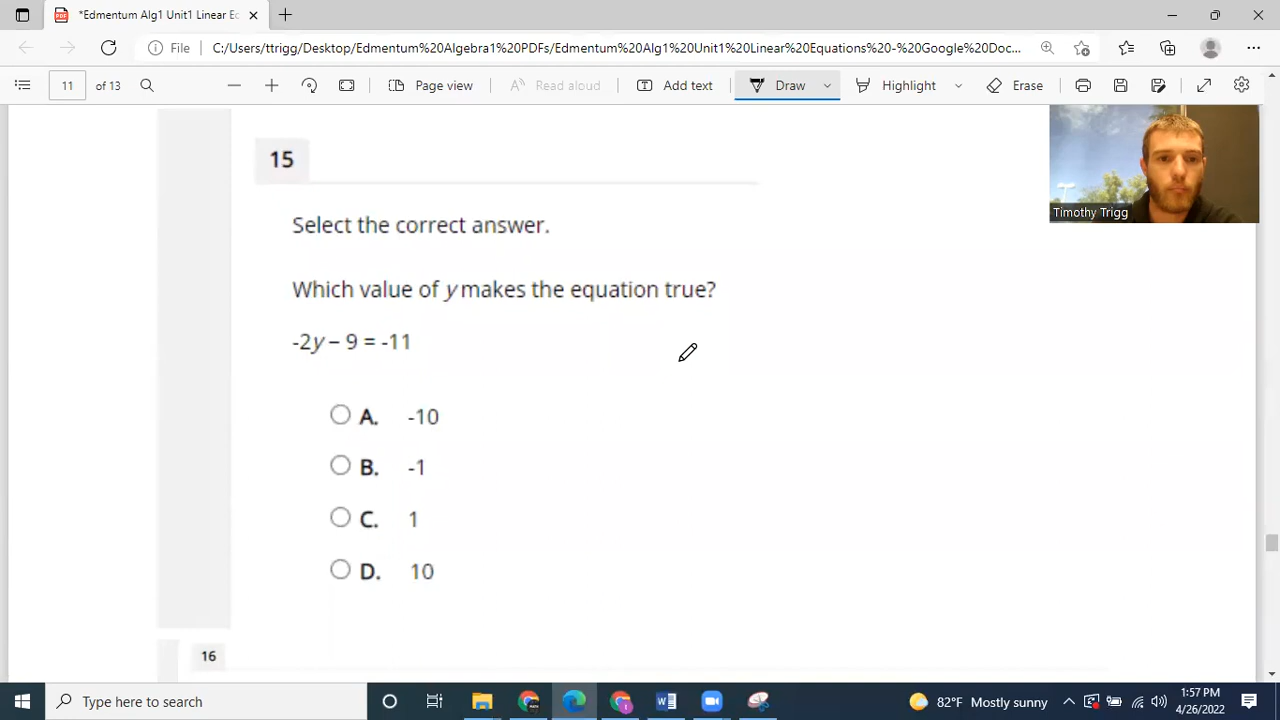 *Edmentum Alg1 Unit1 Linear Ec
File
C:/Users/ttrigg/Desktop/Edmentum%20Algebra1%20PDFs/Edmentum%20Alg1%20Unit1%20Linear%20Equations%20-%20Google%20Doc...
11 of 13
Page view
Read aloud
Add text
Draw
Highlight
Erase
Timothy Trigg
15
Select the correct answer.
Which value of y makes the equation true?
-2y – 9 = -11
A. -10
B. -1
C. 1
D. 10
16
Type here to search
82°F Mostly sunny
1:57 PM
4/26/2022